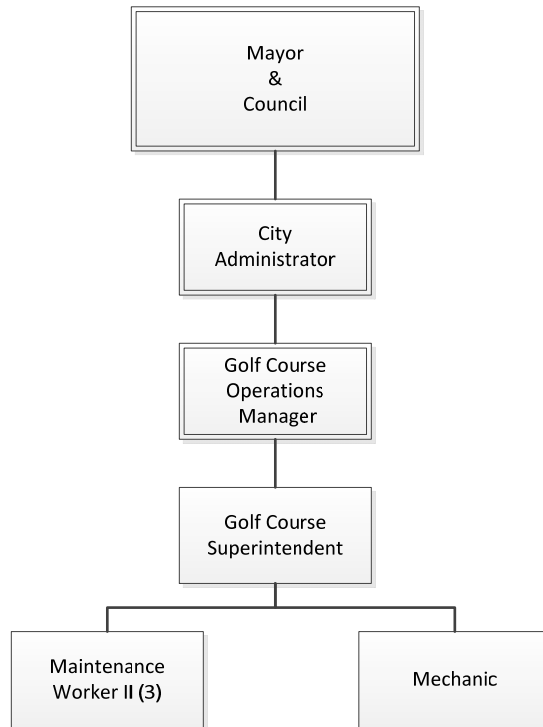 Mayor
&
Council
City
Administrator
Golf Course
Operations
Manager
Golf Course
Superintendent
Maintenance
Worker II (3)
Mechanic